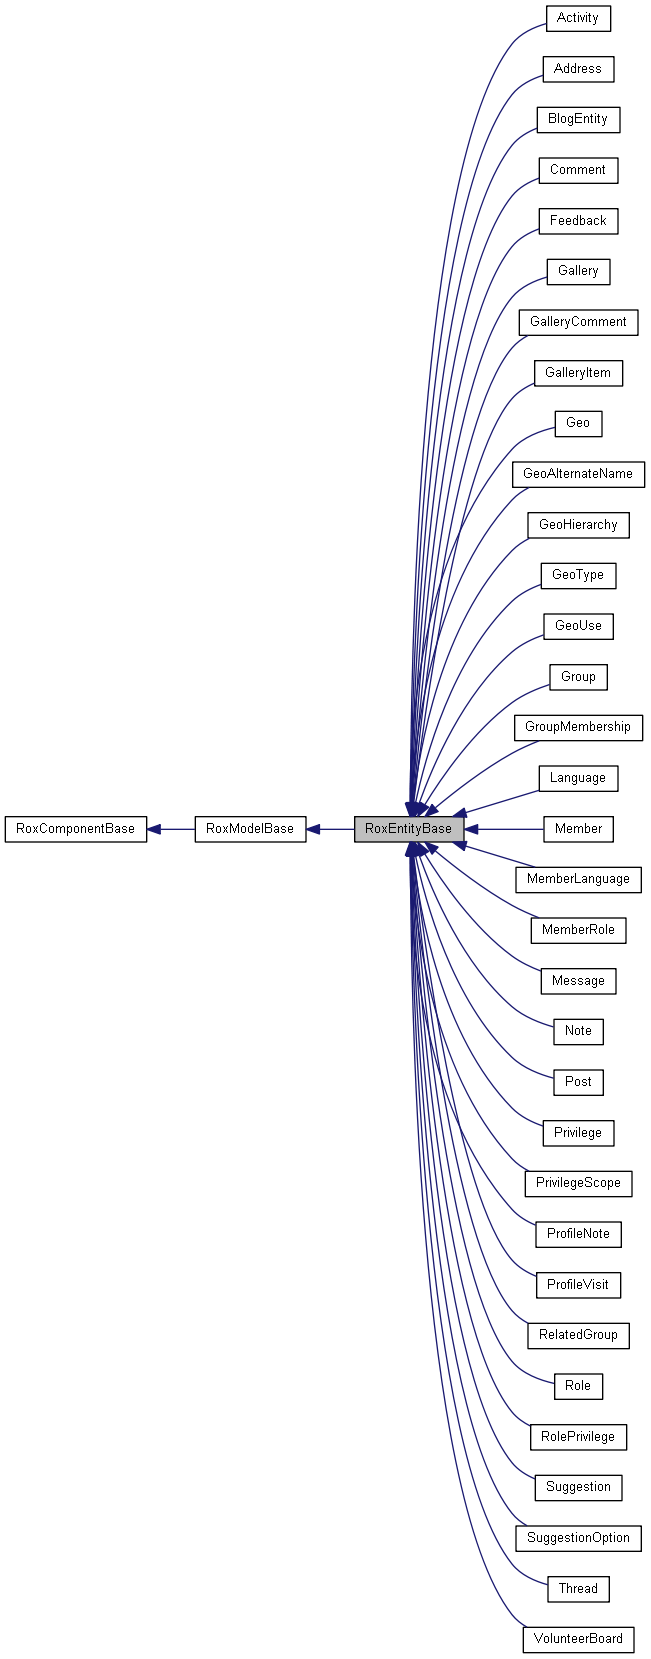 Activity
Address
BlogEntity
Comment
Feedback
Gallery
GalleryComment
GalleryItem
Geo
GeoAlternateName
GeoHierarchy
GeoType
GeoUse
Group
GroupMembership
Language
RoxComponentBase
RoxModelBase
RoxEntityBase
Member
MemberLanguage
MemberRole
Message
Note
Post
Privilege
PrivilegeScope
ProfileNote
ProfileVisit
RelatedGroup
Role
RolePrivilege
Suggestion
SuggestionOption
Thread
VolunteerBoard